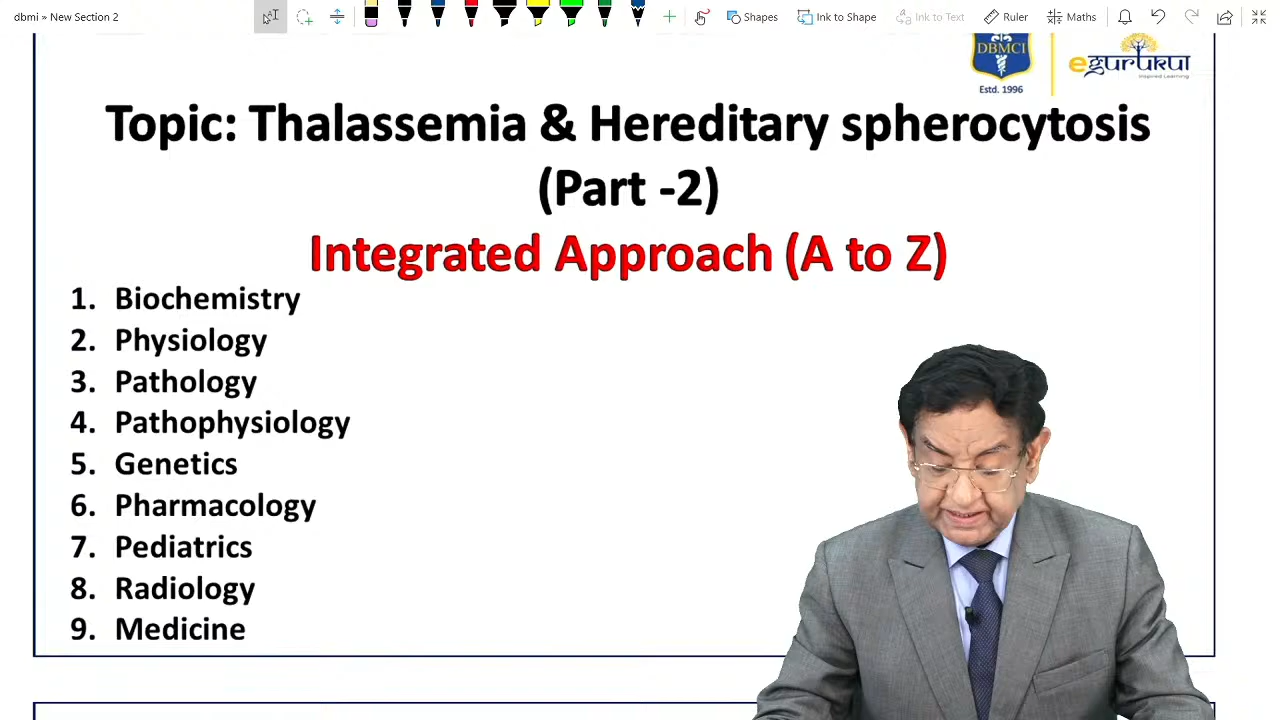 dbmi » New Section 2
Shapes
Ink to Shape
Ink to Text
Ruler
Maths
DBMCI
Estd. 1996
egurukul
Inspired Learning
Topic: Thalassemia & Hereditary spherocytosis
(Part -2)
Integrated Approach (A to Z)
1. Biochemistry
2. Physiology
3. Pathology
4. Pathophysiology
5. Genetics
6. Pharmacology
7. Pediatrics
8. Radiology
9. Medicine